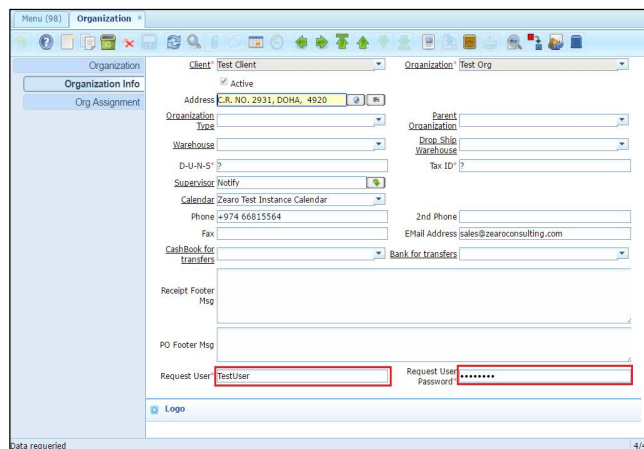 Menu (98) Organization ×
Organization
Organization Info
Org Assignment
Client* Test Client Organization* Test Org
Active
Address C.R. NO. 2931, DOHA, 4920
Organization Type Parent Organization
Warehouse Drop Ship Warehouse
D-U-N-S* ? Tax ID* ?
Supervisor Notify
Calendar Zearo Test Instance Calendar
Phone +974 66815564 2nd Phone
Fax EMail Address sales@zearoconsulting.com
CashBook for transfers Bank for transfers
Receipt Footer Msg
PO Footer Msg
Request User* TestUser Request User Password* ••••••••
Logo
Data requeried 4/4